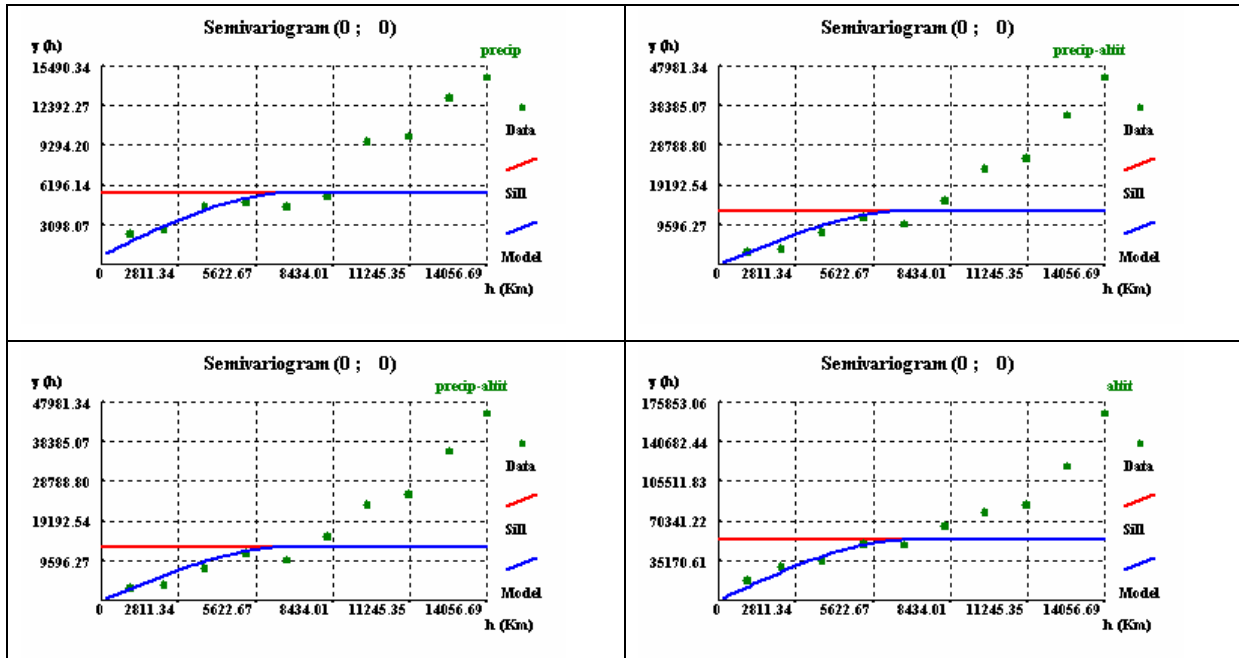 Semivariogram (0 ; 0)
γ (h)
precip
15490.34
12392.27
9294.20
6196.14
3098.07
0 2811.34 5622.67 8434.01 11245.35 14056.69
h (Km)
Data
Sill
Model
Semivariogram (0 ; 0)
γ (h)
precip-altit
47981.34
38385.07
28788.80
19192.54
9596.27
0 2811.34 5622.67 8434.01 11245.35 14056.69
h (Km)
Data
Sill
Model
Semivariogram (0 ; 0)
γ (h)
precip-altit
47981.34
38385.07
28788.80
19192.54
9596.27
0 2811.34 5622.67 8434.01 11245.35 14056.69
h (Km)
Data
Sill
Model
Semivariogram (0 ; 0)
γ (h)
altit
175853.06
140682.44
105511.83
70341.22
35170.61
0 2811.34 5622.67 8434.01 11245.35 14056.69
h (Km)
Data
Sill
Model